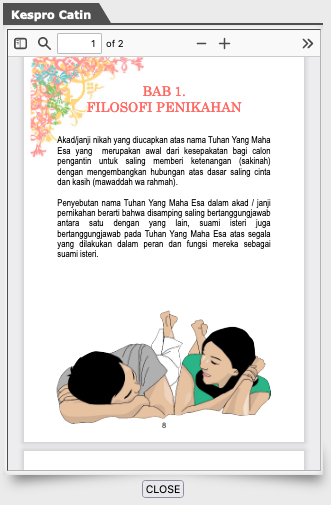 Kespro Catin
1 of 2
BAB 1.
FILOSOFI PENIKAHAN
Akad/janji nikah yang diucapkan atas nama Tuhan Yang Maha
Esa yang merupakan awal dari kesepakatan bagi calon
pengantin untuk saling memberi ketenangan (sakinah)
dengan mengembangkan hubungan atas dasar saling cinta
dan kasih (mawaddah wa rahmah).
Penyebutan nama Tuhan Yang Maha Esa dalam akad / janji
pernikahan berarti bahwa disamping saling bertanggungjawab
antara satu dengan yang lain, suami isteri juga
bertanggungjawab pada Tuhan Yang Maha Esa atas segala
yang dilakukan dalam peran dan fungsi mereka sebagai
suami isteri.
8
CLOSE